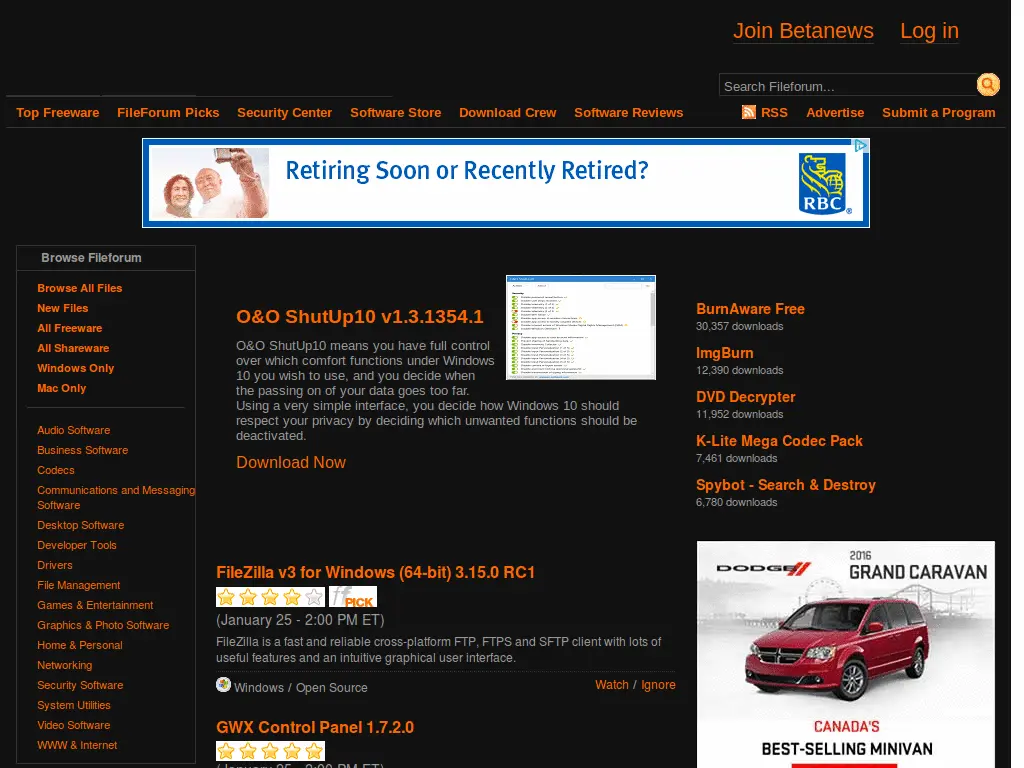 Join Betanews Log in
Search Fileforum...
Top Freeware FileForum Picks Security Center Software Store Download Crew Software Reviews RSS Advertise Submit a Program
Retiring Soon or Recently Retired?
RBC
Browse Fileforum
Browse All Files
New Files
All Freeware
All Shareware
Windows Only
Mac Only
Audio Software
Business Software
Codecs
Communications and Messaging
Software
Desktop Software
Developer Tools
Drivers
File Management
Games & Entertainment
Graphics & Photo Software
Home & Personal
Networking
Security Software
System Utilities
Video Software
WWW & Internet
O&O ShutUp10 v1.3.1354.1
O&O ShutUp10 means you have full control
over which comfort functions under Windows
10 you wish to use, and you decide when
the passing on of your data goes too far.
Using a very simple interface, you decide how Windows 10 should
respect your privacy by deciding which unwanted functions should be
deactivated.
Download Now
BurnAware Free
30,357 downloads
ImgBurn
12,390 downloads
DVD Decrypter
11,952 downloads
K-Lite Mega Codec Pack
7,461 downloads
Spybot - Search & Destroy
6,780 downloads
FileZilla v3 for Windows (64-bit) 3.15.0 RC1
ff PICK
(January 25 - 2:00 PM ET)
FileZilla is a fast and reliable cross-platform FTP, FTPS and SFTP client with lots of
useful features and an intuitive graphical user interface.
Windows / Open Source Watch / Ignore
GWX Control Panel 1.7.2.0
(January 25 - 2:00 PM ET)
DODGE
2016
GRAND CARAVAN
CANADA'S
BEST-SELLING MINIVAN